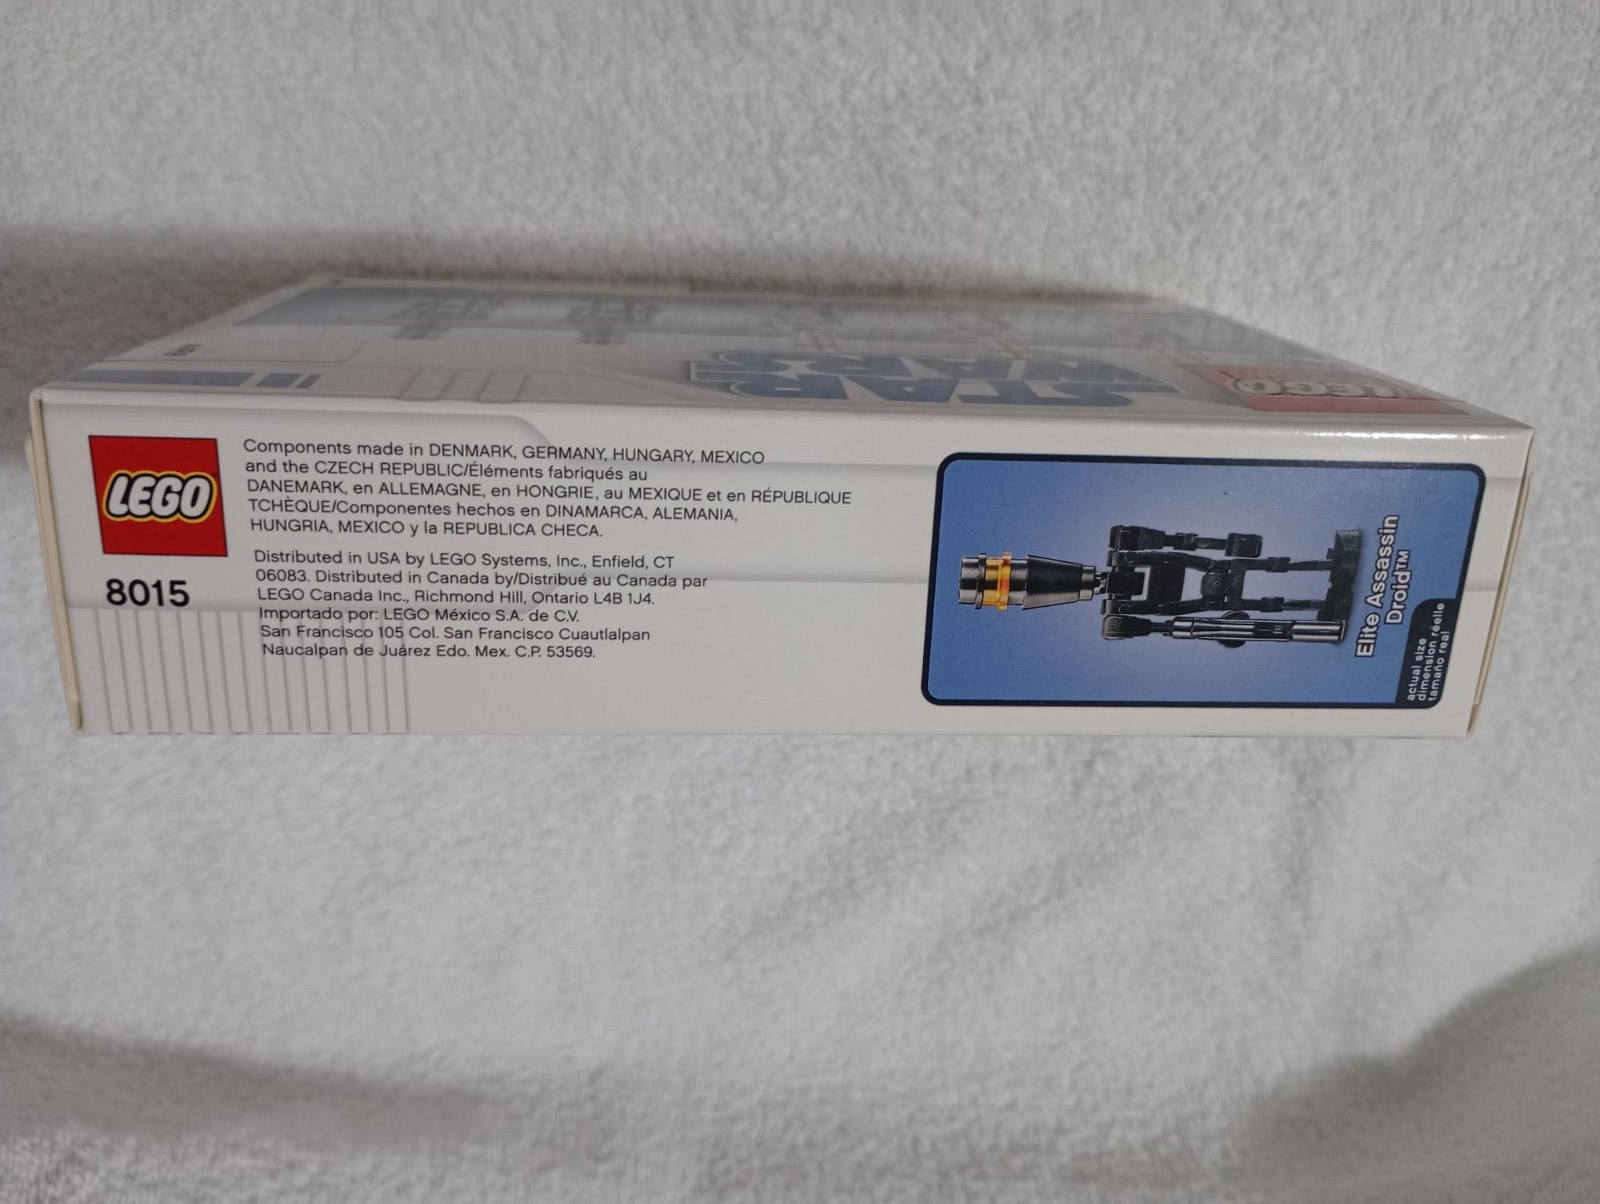 STAR
WARS
LEGO
LEGO
8015
Components made in DENMARK, GERMANY, HUNGARY, MEXICO
and the CZECH REPUBLIC/Éléments fabriqués au
DANEMARK, en ALLEMAGNE, en HONGRIE, au MEXIQUE et en RÉPUBLIQUE
TCHÈQUE/Componentes hechos en DINAMARCA, ALEMANIA,
HUNGRIA, MEXICO y la REPUBLICA CHECA.
Distributed in USA by LEGO Systems, Inc., Enfield, CT
06083. Distributed in Canada by/Distribué au Canada par
LEGO Canada Inc., Richmond Hill, Ontario L4B 1J4.
Importado por: LEGO México S.A. de C.V.
San Francisco 105 Col. San Francisco Cuautlalpan
Naucalpan de Juárez Edo. Mex. C.P. 53569.
Elite Assassin
Droid™
actual size
dimension réelle
tamaño real